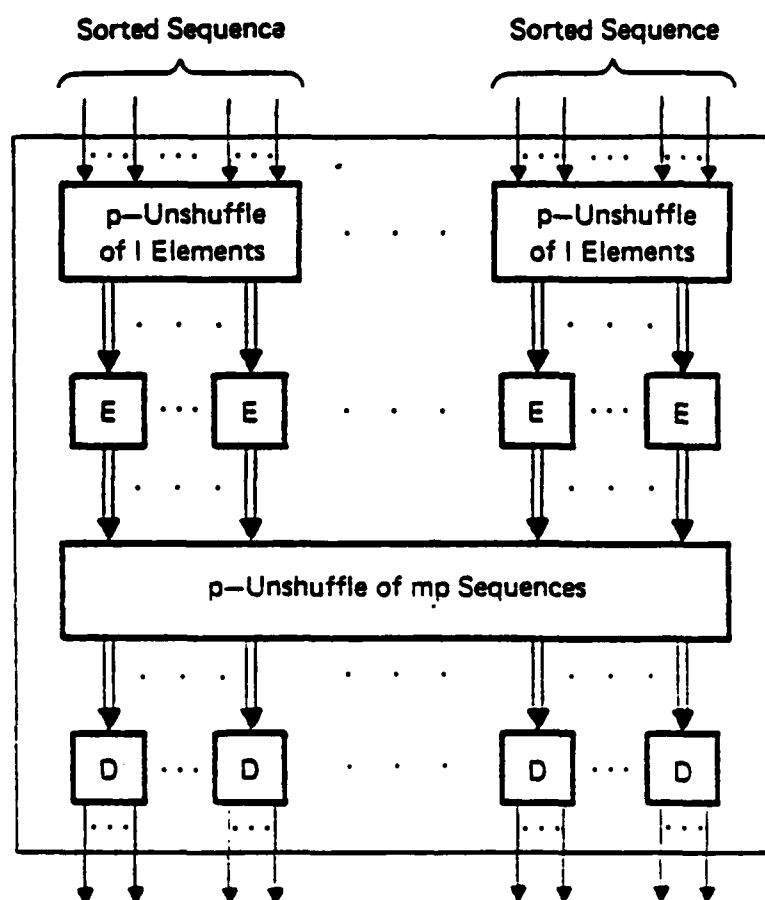 Sorted Sequenca Sorted Sequence
p—Unshuffle of l Elements p—Unshuffle of l Elements
E E E E
p—Unshuffle of mp Sequences
D D D D